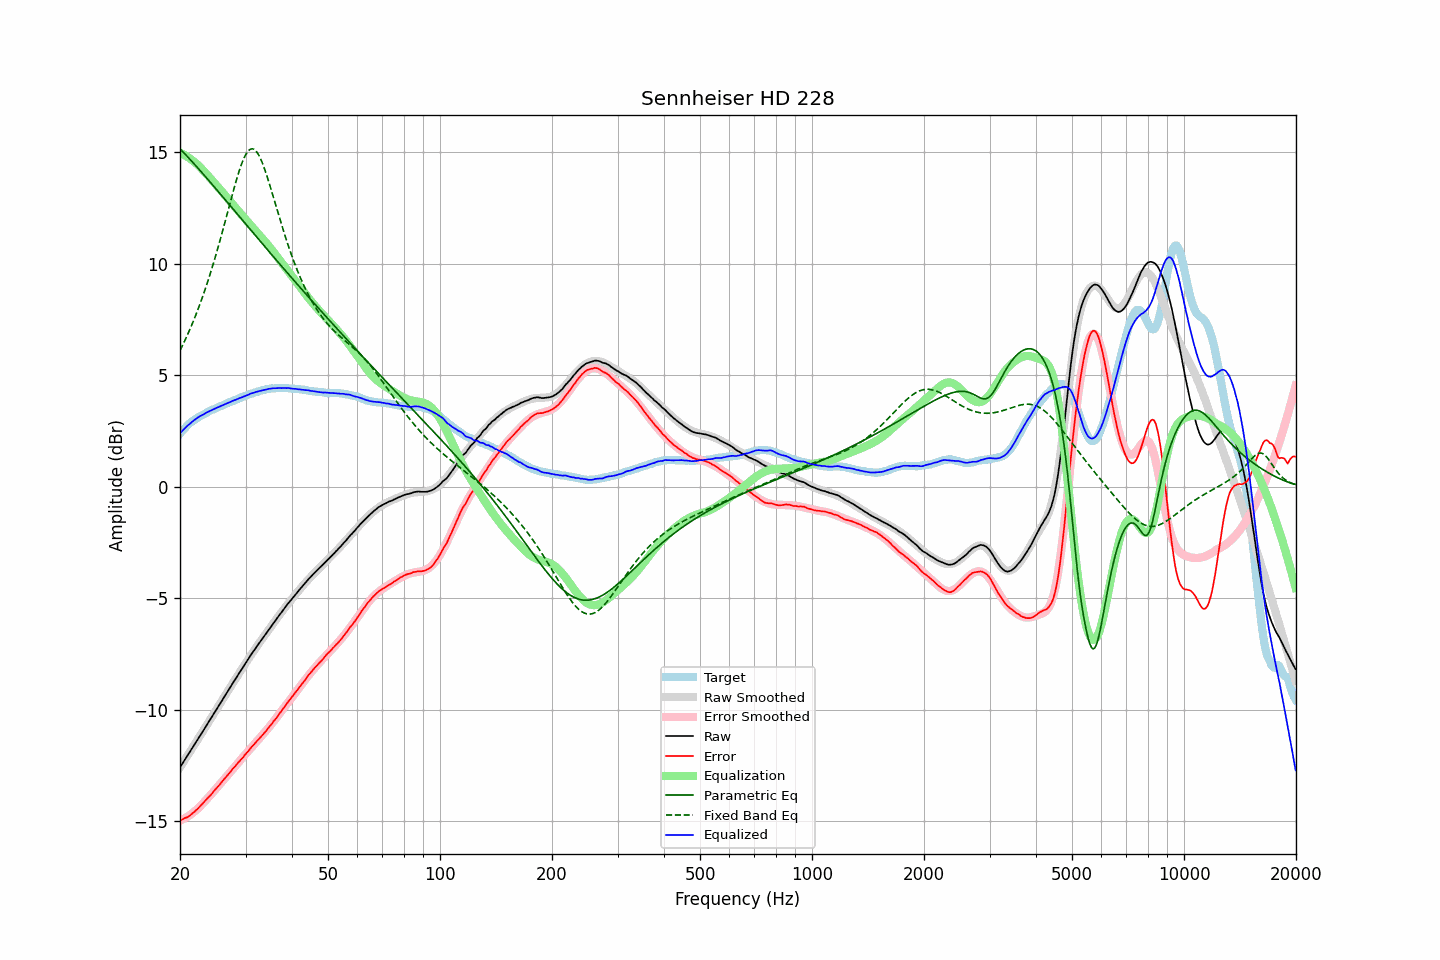 Sennheiser HD 228
Amplitude (dBr)
15
10
5
0
−5
−10
−15
Target
Raw Smoothed
Error Smoothed
Raw
Error
Equalization
Parametric Eq
Fixed Band Eq
Equalized
20 50 100 200 500 1000 2000 5000 10000 20000
Frequency (Hz)